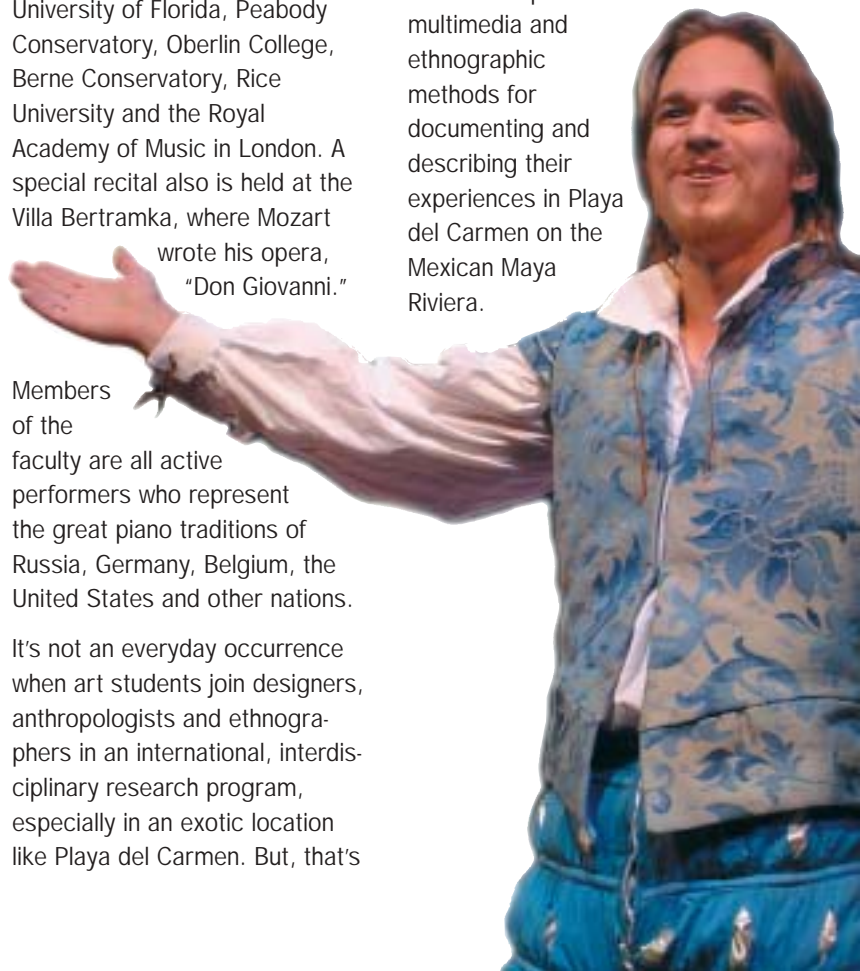 University of Florida, Peabody
Conservatory, Oberlin College,
Berne Conservatory, Rice
University and the Royal
Academy of Music in London. A
special recital also is held at the
Villa Bertramka, where Mozart
wrote his opera,
“Don Giovanni.”
Members
of the
faculty are all active
performers who represent
the great piano traditions of
Russia, Germany, Belgium, the
United States and other nations.
It's not an everyday occurrence
when art students join designers,
anthropologists and ethnogra-
phers in an international, interdis-
ciplinary research program,
especially in an exotic location
like Playa del Carmen. But, that's
multimedia and
ethnographic
methods for
documenting and
describing their
experiences in Playa
del Carmen on the
Mexican Maya
Riviera.